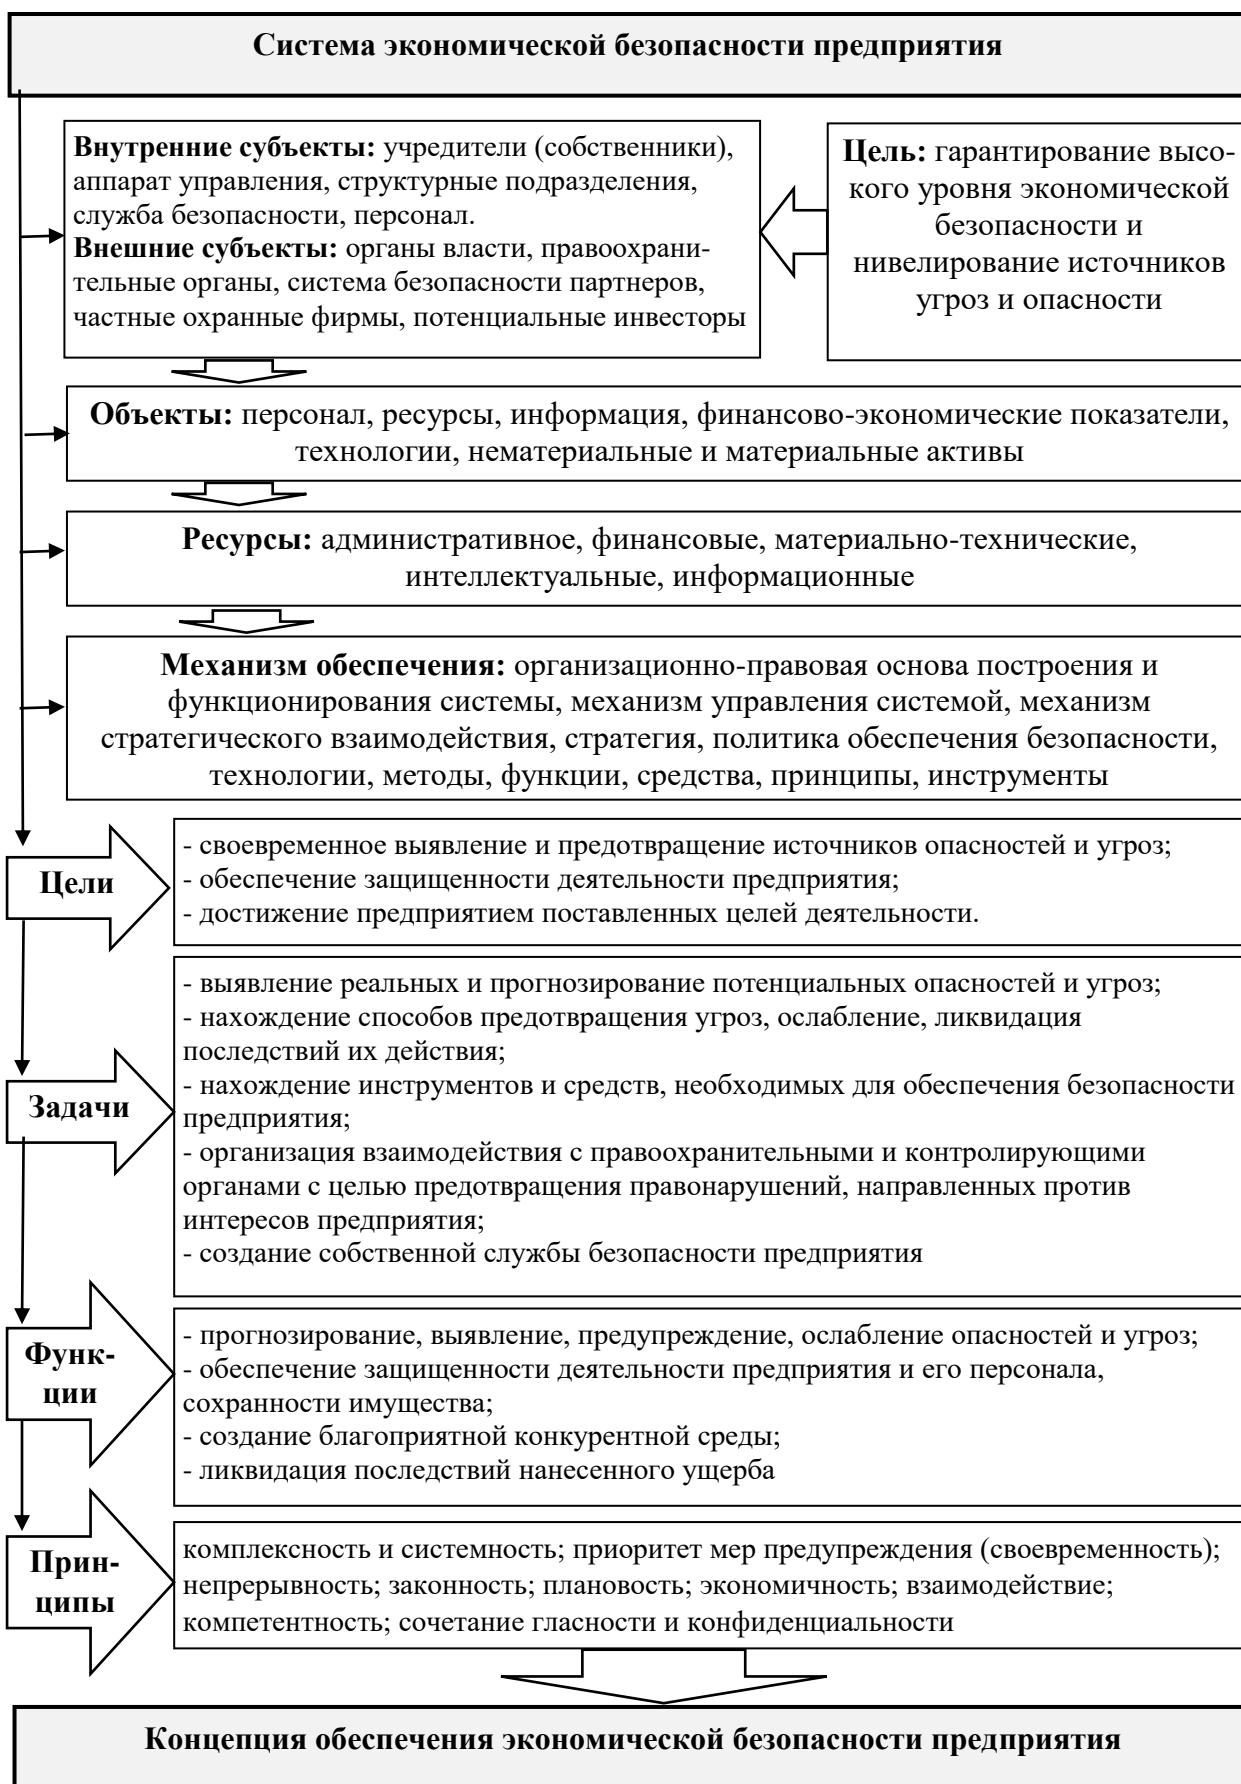 Система экономической безопасности предприятия
Внутренние субъекты: учредители (собственники),
аппарат управления, структурные подразделения,
служба безопасности, персонал.
Внешние субъекты: органы власти, правоохрани-
тельные органы, система безопасности партнеров,
частные охранные фирмы, потенциальные инвесторы
Цель: гарантирование высо-
кого уровня экономической
безопасности и
нивелирование источников
угроз и опасности
Объекты: персонал, ресурсы, информация, финансово-экономические показатели,
технологии, нематериальные и материальные активы
Ресурсы: административное, финансовые, материально-технические,
интеллектуальные, информационные
Механизм обеспечения: организационно-правовая основа построения и
функционирования системы, механизм управления системой, механизм
стратегического взаимодействия, стратегия, политика обеспечения безопасности,
технологии, методы, функции, средства, принципы, инструменты
Цели
- своевременное выявление и предотвращение источников опасностей и угроз;
- обеспечение защищенности деятельности предприятия;
- достижение предприятием поставленных целей деятельности.
Задачи
- выявление реальных и прогнозирование потенциальных опасностей и угроз;
- нахождение способов предотвращения угроз, ослабление, ликвидация
последствий их действия;
- нахождение инструментов и средств, необходимых для обеспечения безопасности
предприятия;
- организация взаимодействия с правоохранительными и контролирующими
органами с целью предотвращения правонарушений, направленных против
интересов предприятия;
- создание собственной службы безопасности предприятия
Функ-
ции
- прогнозирование, выявление, предупреждение, ослабление опасностей и угроз;
- обеспечение защищенности деятельности предприятия и его персонала,
сохранности имущества;
- создание благоприятной конкурентной среды;
- ликвидация последствий нанесенного ущерба
Прин-
ципы
комплексность и системность; приоритет мер предупреждения (своевременность);
непрерывность; законность; плановость; экономичность; взаимодействие;
компетентность; сочетание гласности и конфиденциальности
Концепция обеспечения экономической безопасности предприятия